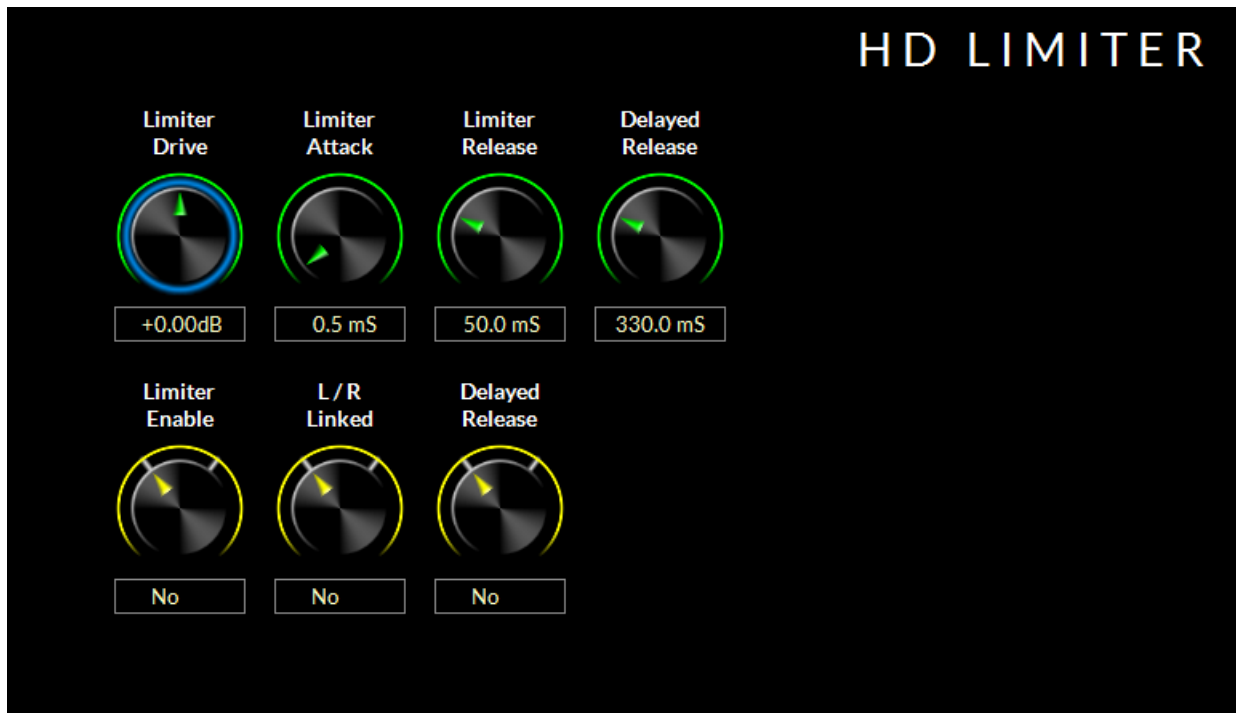 HD LIMITER
Limiter Drive
Limiter Attack
Limiter Release
Delayed Release
+0.00dB
0.5 mS
50.0 mS
330.0 mS
Limiter Enable
L / R Linked
Delayed Release
No
No
No